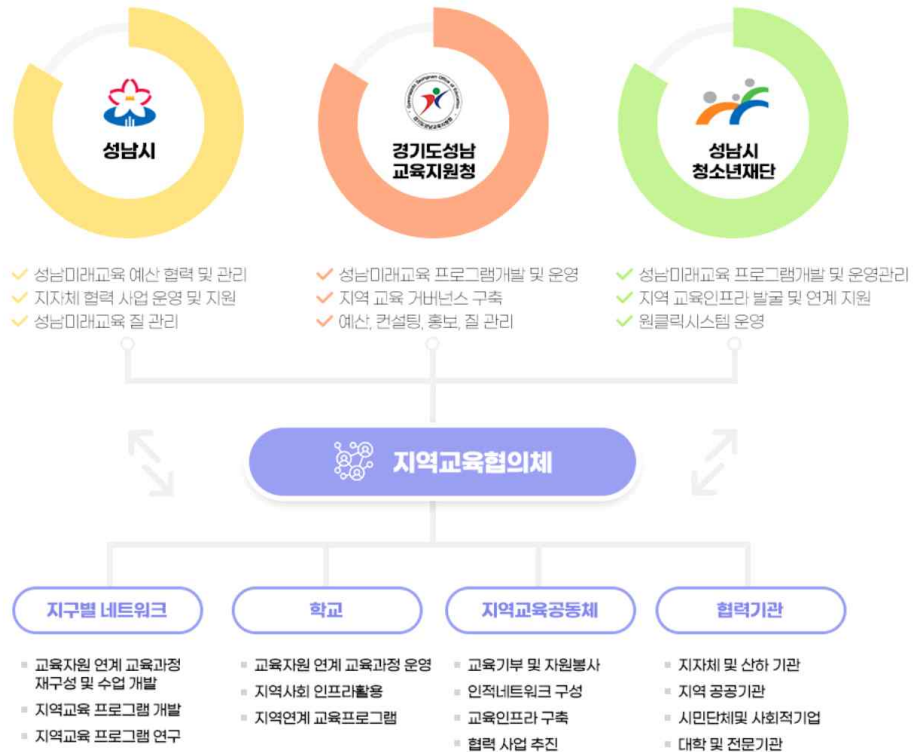 성남시
경기도성남
교육지원청
성남시
청소년재단
성남미래교육 예산 협력 및 관리
지자체 협력 사업 운영 및 지원
성남미래교육 질 관리
성남미래교육 프로그램개발 및 운영
지역 교육 거버넌스 구축
예산, 컨설팅, 홍보, 질 관리
성남미래교육 프로그램개발 및 운영관리
지역 교육인프라 발굴 및 연계 지원
원클릭시스템 운영
지역교육협의체
지구별 네트워크
교육자원 연계 교육과정
재구성 및 수업 개발
지역교육 프로그램 개발
지역교육 프로그램 연구
학교
교육자원 연계 교육과정 운영
지역사회 인프라활용
지역연계 교육프로그램
지역교육공동체
교육기부 및 자원봉사
인적네트워크 구성
교육인프라 구축
협력 사업 추진
협력기관
지자체 및 산하 기관
지역 공공기관
시민단체및 사회적기업
대학 및 전문기관